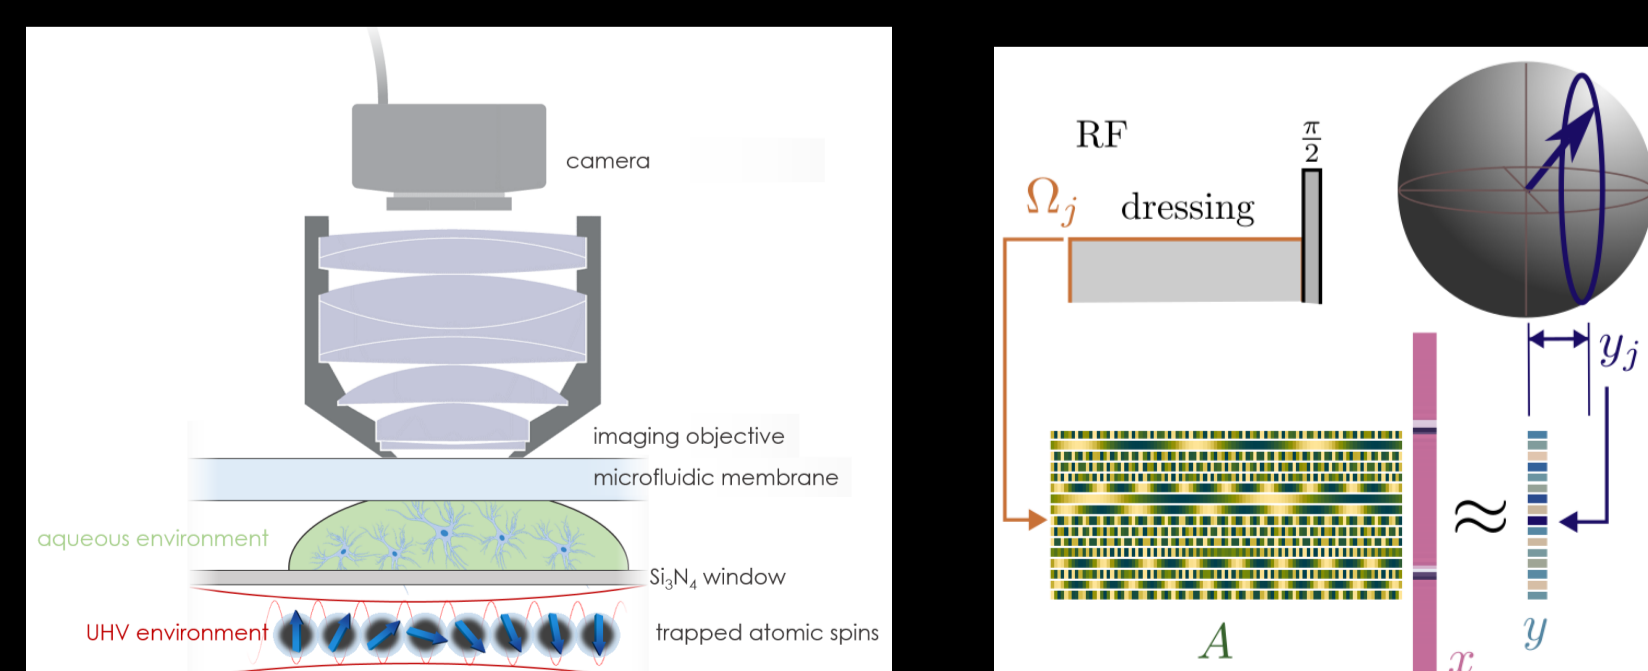 camera
imaging objective
microfluidic membrane
aqueous environment
Si₃N₄ window
UHV environment
trapped atomic spins
RF
π/2
Ωⱼ
dressing
yⱼ
≈
A
x
y